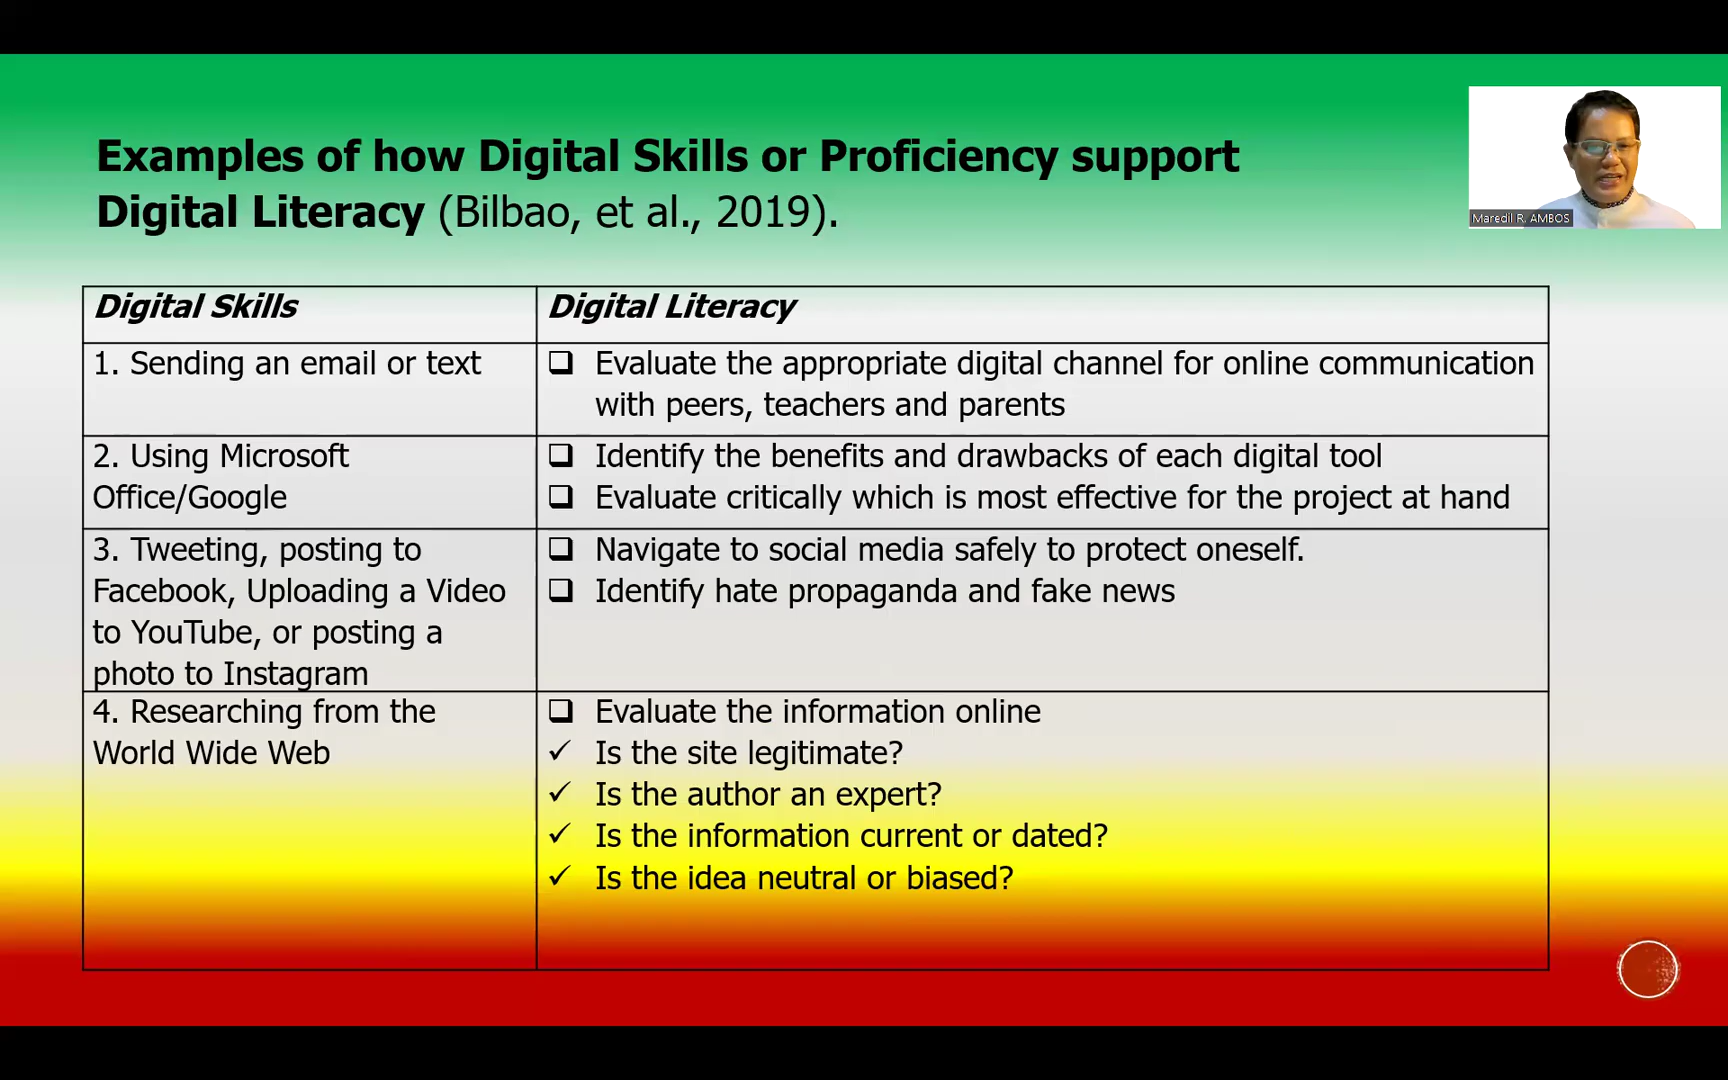 Examples of how Digital Skills or Proficiency support
Digital Literacy (Bilbao, et al., 2019).
Maredil R. AMBOS
Digital Skills
Digital Literacy
1. Sending an email or text
Evaluate the appropriate digital channel for online communication
with peers, teachers and parents
2. Using Microsoft
Office/Google
Identify the benefits and drawbacks of each digital tool
Evaluate critically which is most effective for the project at hand
3. Tweeting, posting to
Facebook, Uploading a Video
to YouTube, or posting a
photo to Instagram
Navigate to social media safely to protect oneself.
Identify hate propaganda and fake news
4. Researching from the
World Wide Web
Evaluate the information online
Is the site legitimate?
Is the author an expert?
Is the information current or dated?
Is the idea neutral or biased?